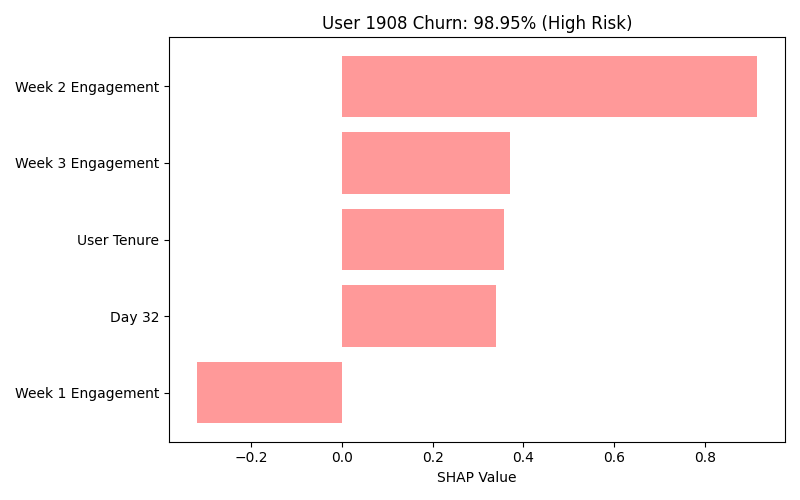 User 1908 Churn: 98.95% (High Risk)
Week 2 Engagement
Week 3 Engagement
User Tenure
Day 32
Week 1 Engagement
−0.2 0.0 0.2 0.4 0.6 0.8
SHAP Value